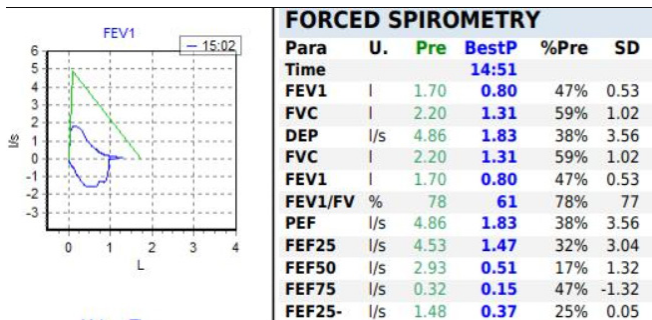 FEV1
15:02
6
5
4
3
2
1
0
-1
-2
-3
l/s
0 1 2 3 4
L
FORCED SPIROMETRY
Para U. Pre BestP %Pre SD
Time 14:51
FEV1 l 1.70 0.80 47% 0.53
FVC l 2.20 1.31 59% 1.02
DEP l/s 4.86 1.83 38% 3.56
FVC l 2.20 1.31 59% 1.02
FEV1 l 1.70 0.80 47% 0.53
FEV1/FV % 78 61 78% 77
PEF l/s 4.86 1.83 38% 3.56
FEF25 l/s 4.53 1.47 32% 3.04
FEF50 l/s 2.93 0.51 17% 1.32
FEF75 l/s 0.32 0.15 47% -1.32
FEF25- l/s 1.48 0.37 25% 0.05